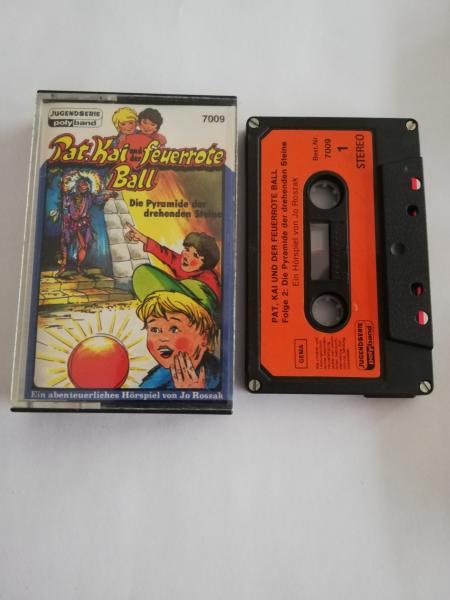 JUGENDSERIE
polyband
7009
Pat, Kai und der feuerrote
Ball
Die Pyramide der
drehenden Steine
Ein abenteuerliches Hörspiel von Jo Roszak
PAT, KAI UND DER FEUERROTE BALL
Folge 2: Die Pyramide der drehenden Steine
Ein Hörspiel von Jo Roszak
Best.-Nr.
7009
1
STEREO
GEMA
JUGENDSERIE
polyband